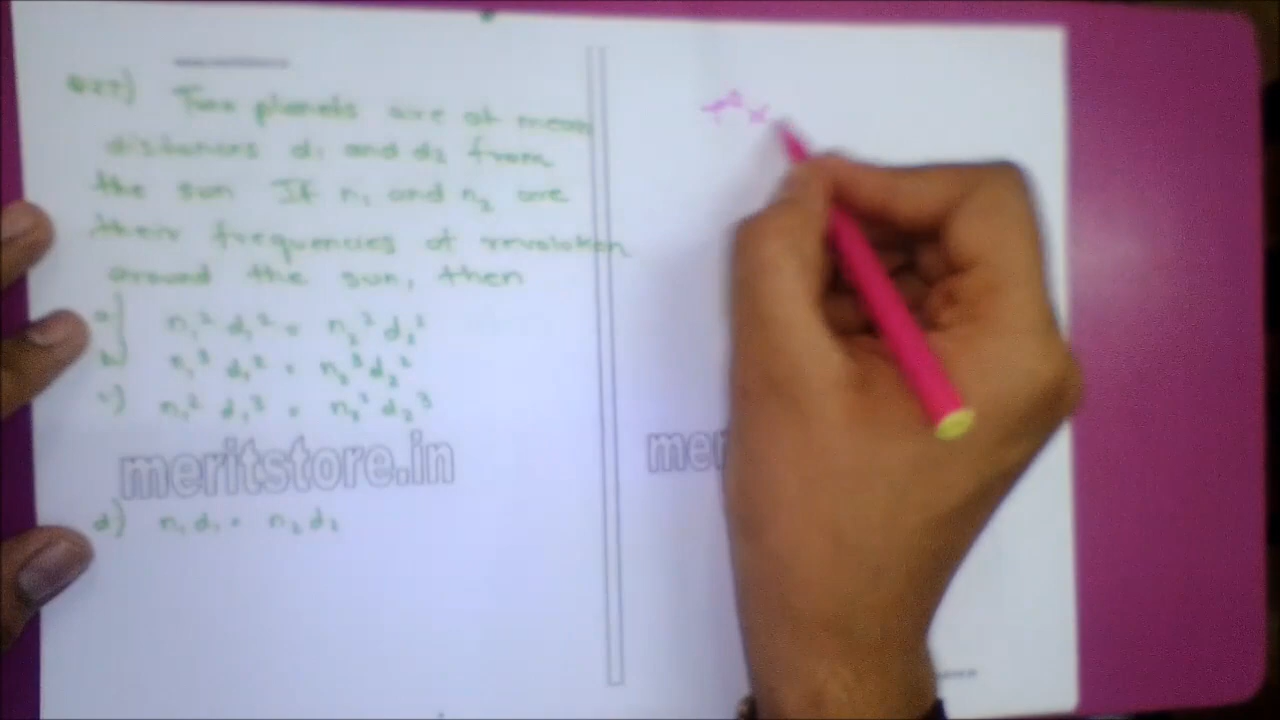 Q27) Two planets are at mean
distances d₁ and d₂ from
the sun If n₁ and n₂ are
their frequencies of revolution
around the sun, then
a) n₁² d₁² = n₂² d₂²
b) n₁³ d₁² = n₂³ d₂²
c) n₁² d₁³ = n₂² d₂³
meritstore.in
d) n₁ d₁ = n₂ d₂
T² ×